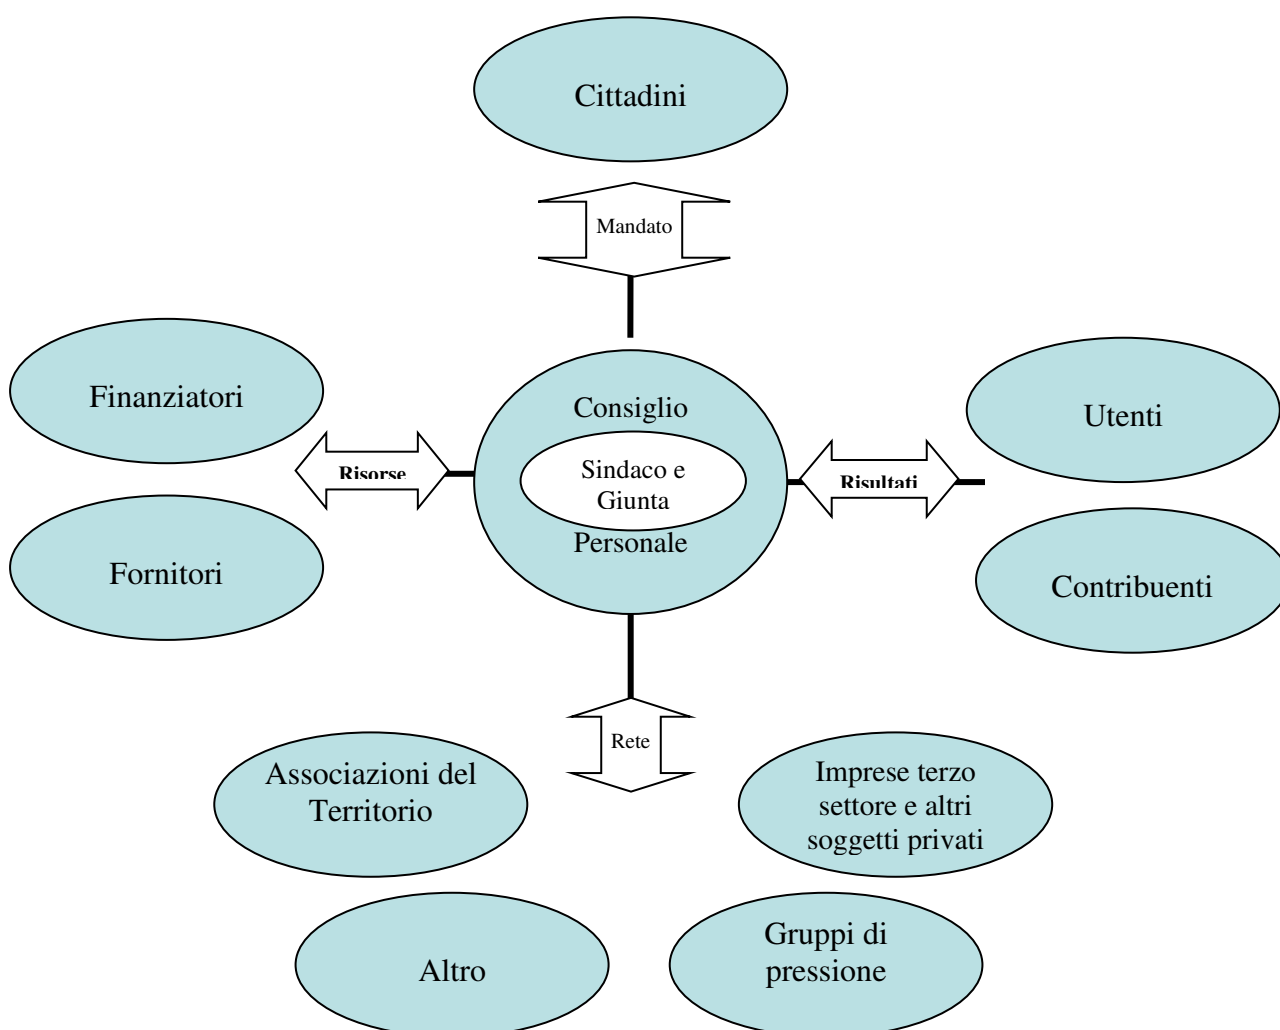 Cittadini
Mandato
Finanziatori
Consiglio
Utenti
Risorse
Sindaco e
Giunta
Risultati
Personale
Fornitori
Contribuenti
Rete
Associazioni del
Territorio
Imprese terzo
settore e altri
soggetti privati
Altro
Gruppi di
pressione